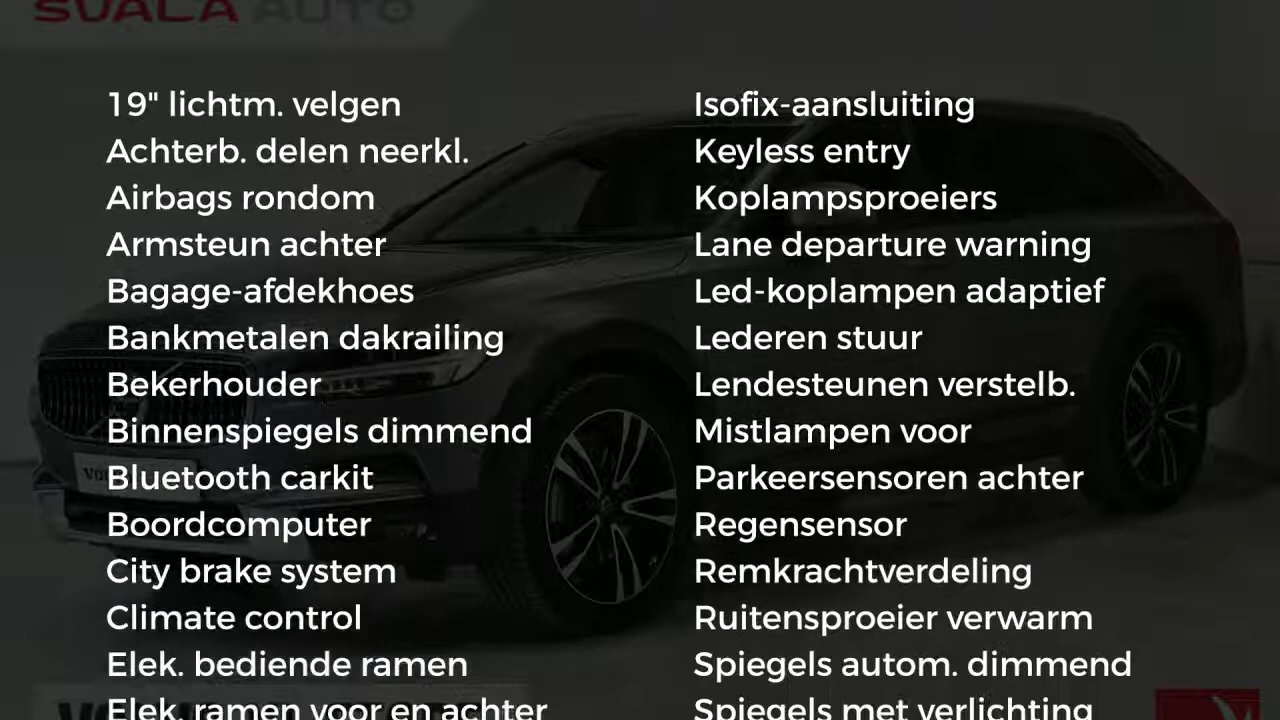 SUALA AUTO
19" lichtm. velgen
Achterb. delen neerkl.
Airbags rondom
Armsteun achter
Bagage-afdekhoes
Bankmetalen dakrailing
Bekerhouder
Binnenspiegels dimmend
Bluetooth carkit
Boordcomputer
City brake system
Climate control
Elek. bediende ramen
Elek. ramen voor en achter
Isofix-aansluiting
Keyless entry
Koplampsproeiers
Lane departure warning
Led-koplampen adaptief
Lederen stuur
Lendesteunen verstelb.
Mistlampen voor
Parkeersensoren achter
Regensensor
Remkrachtverdeling
Ruitensproeier verwarm
Spiegels autom. dimmend
Spiegels met verlichting